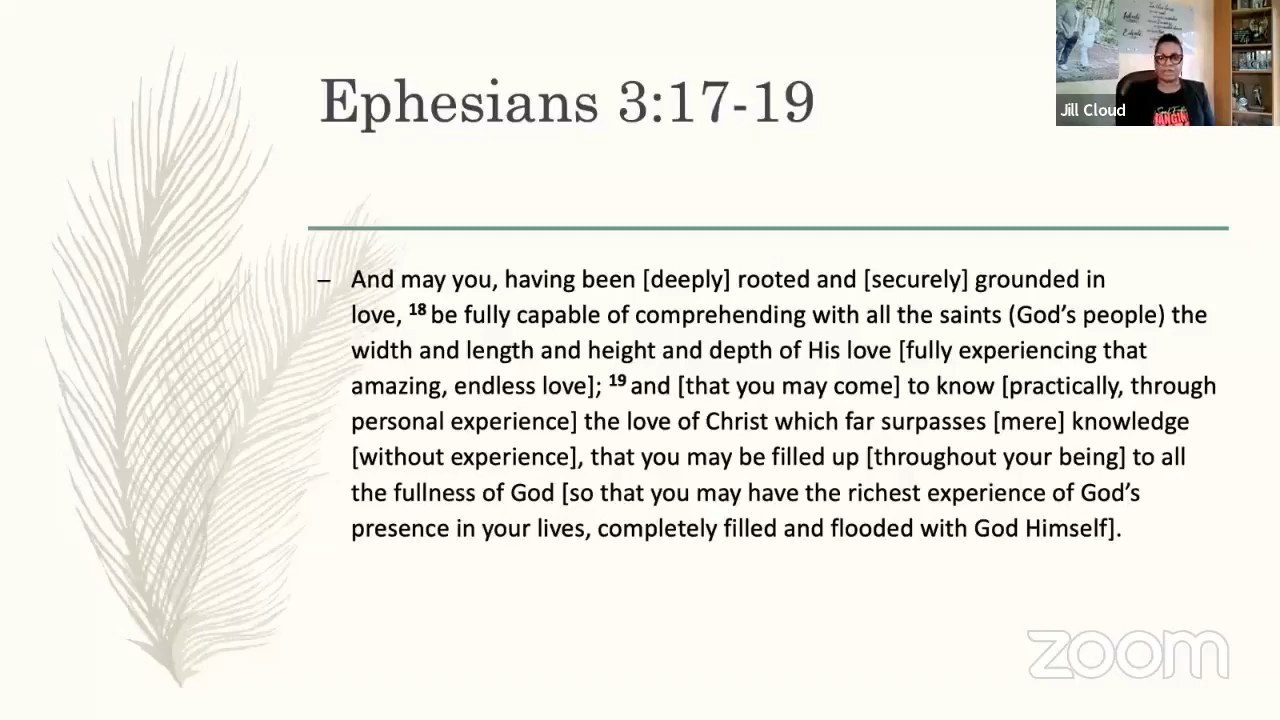 Ephesians 3:17-19
Jill Cloud
– And may you, having been [deeply] rooted and [securely] grounded in
love, 18 be fully capable of comprehending with all the saints (God's people) the
width and length and height and depth of His love [fully experiencing that
amazing, endless love]; 19 and [that you may come] to know [practically, through
personal experience] the love of Christ which far surpasses [mere] knowledge
[without experience], that you may be filled up [throughout your being] to all
the fullness of God [so that you may have the richest experience of God's
presence in your lives, completely filled and flooded with God Himself].
zoom